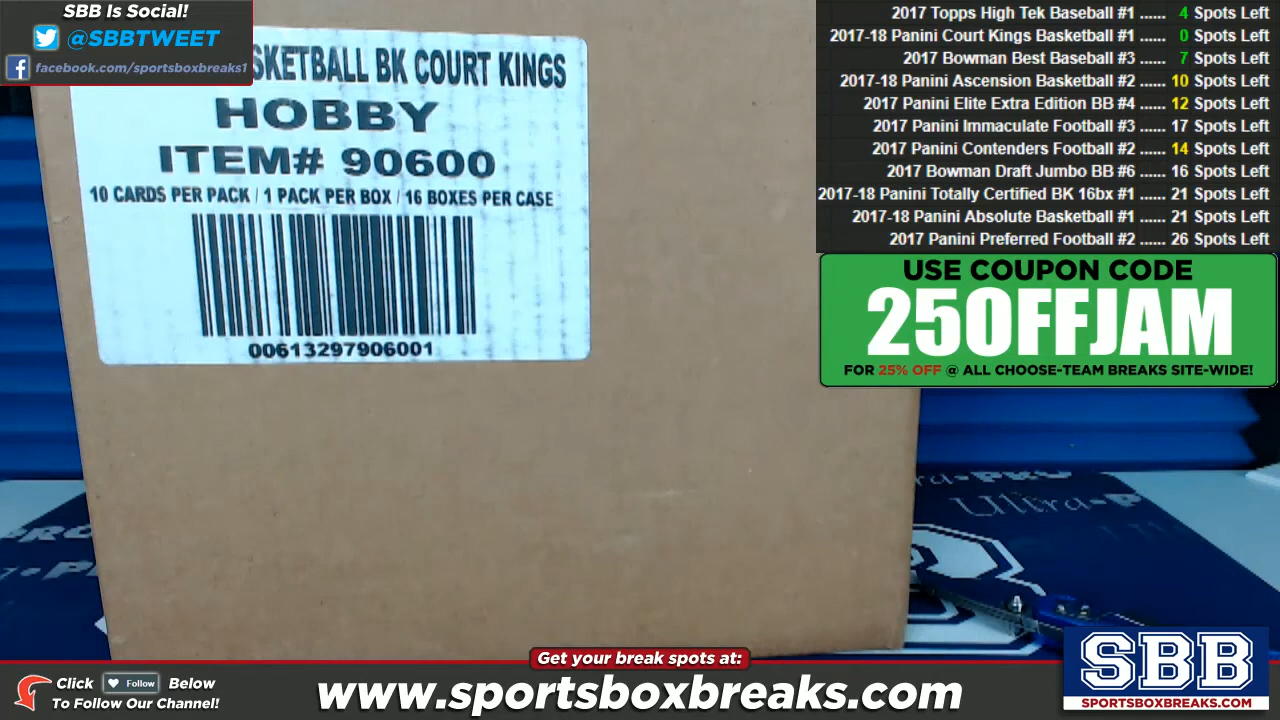 SBB Is Social!
@SBBTWEET
facebook.com/sportsboxbreaks1
SKETBALL BK COURT KINGS
HOBBY
ITEM# 90600
10 CARDS PER PACK / 1 PACK PER BOX / 16 BOXES PER CASE
00613297906001
2017 Topps High Tek Baseball #1 ...... 4 Spots Left
2017-18 Panini Court Kings Basketball #1 ...... 0 Spots Left
2017 Bowman Best Baseball #3 ...... 7 Spots Left
2017-18 Panini Ascension Basketball #2 ...... 10 Spots Left
2017 Panini Elite Extra Edition BB #4 ...... 12 Spots Left
2017 Panini Immaculate Football #3 ...... 17 Spots Left
2017 Panini Contenders Football #2 ...... 14 Spots Left
2017 Bowman Draft Jumbo BB #6 ...... 16 Spots Left
2017-18 Panini Totally Certified BK 16bx #1 ...... 21 Spots Left
2017-18 Panini Absolute Basketball #1 ...... 21 Spots Left
2017 Panini Preferred Football #2 ...... 26 Spots Left
USE COUPON CODE
25OFFJAM
FOR 25% OFF @ ALL CHOOSE-TEAM BREAKS SITE-WIDE!
Get your break spots at:
www.sportsboxbreaks.com
Click Follow Below
To Follow Our Channel!
SBB
SPORTSBOXBREAKS.COM